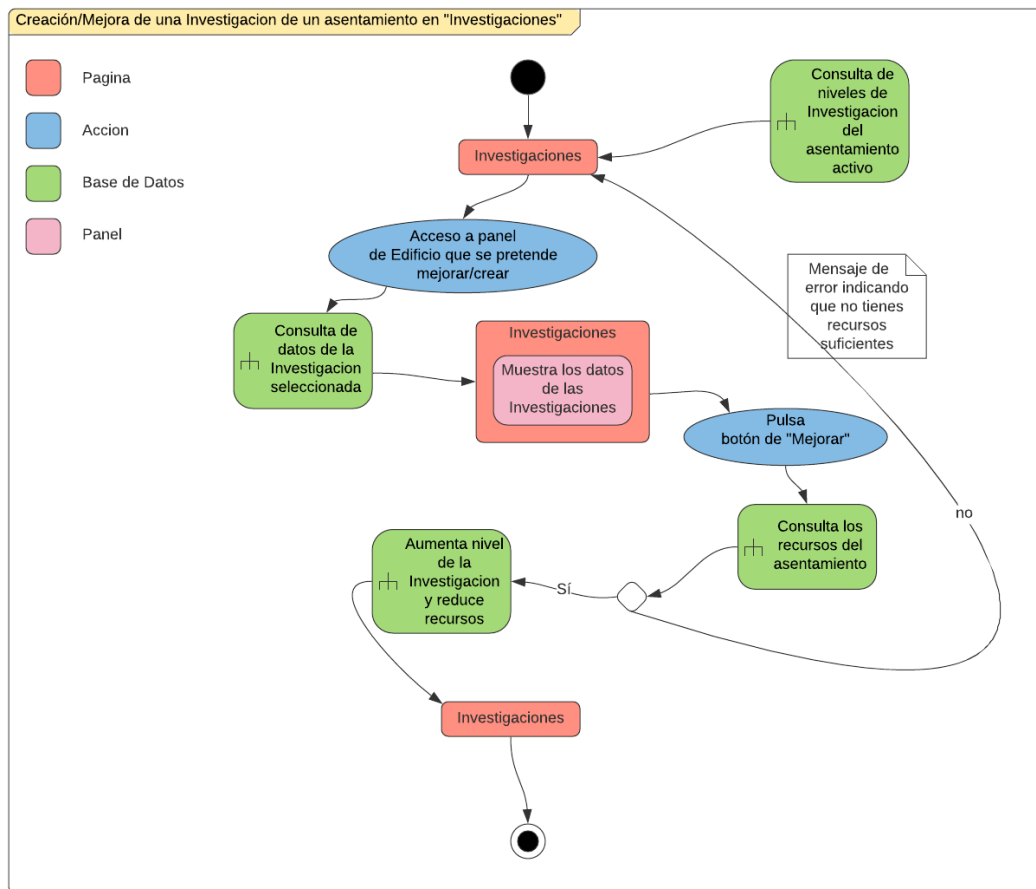 Creación/Mejora de una Investigacion de un asentamiento en "Investigaciones"
Pagina
Accion
Base de Datos
Panel
Consulta de
niveles de
Investigacion
del
asentamiento
activo
Investigaciones
Acceso a panel
de Edificio que se pretende
mejorar/crear
Mensaje de
error indicando
que no tienes
recursos
suficientes
Consulta de
datos de la
Investigacion
seleccionada
Investigaciones
Muestra los datos
de las
Investigaciones
Pulsa
botón de "Mejorar"
no
Consulta los
recursos del
asentamiento
Sí
Aumenta nivel
de la
Investigacion
y reduce
recursos
Investigaciones